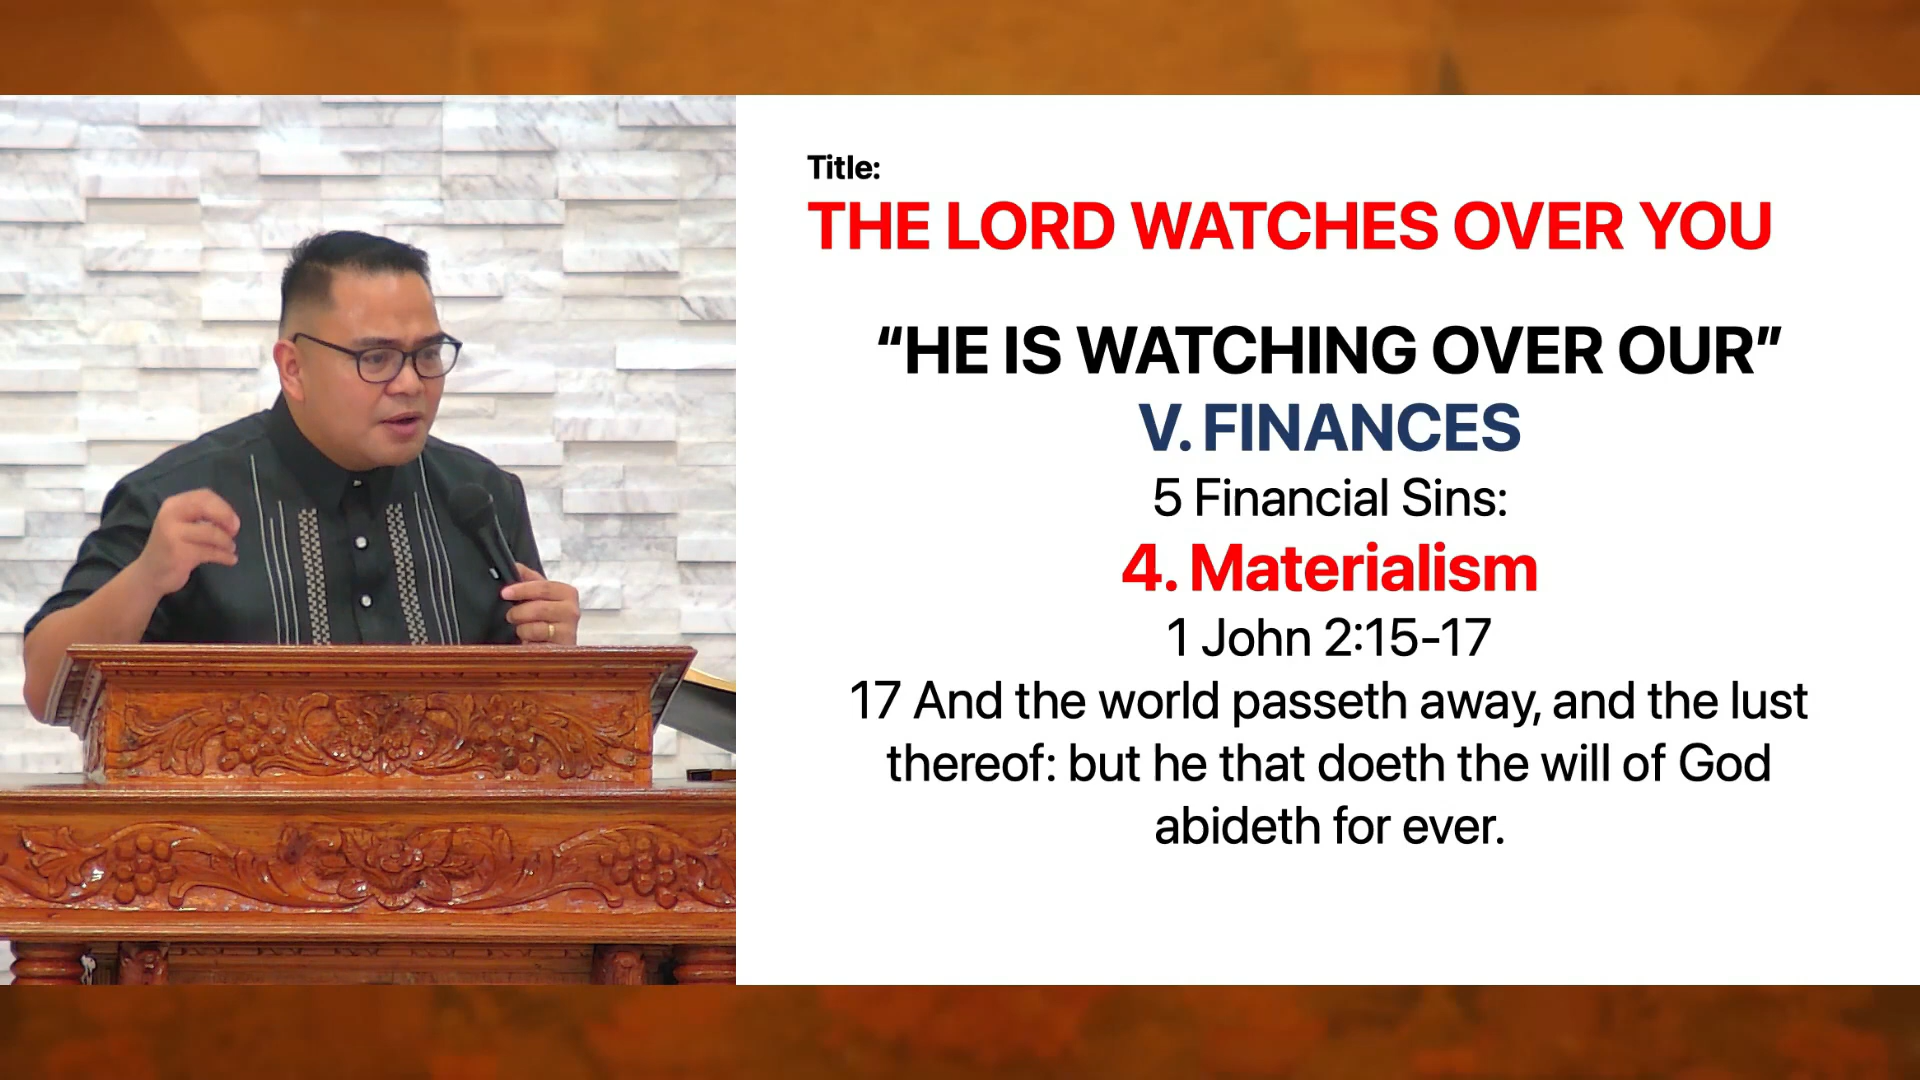 Title:
THE LORD WATCHES OVER YOU
“HE IS WATCHING OVER OUR”
V. FINANCES
5 Financial Sins:
4. Materialism
1 John 2:15-17
17 And the world passeth away, and the lust
thereof: but he that doeth the will of God
abideth for ever.